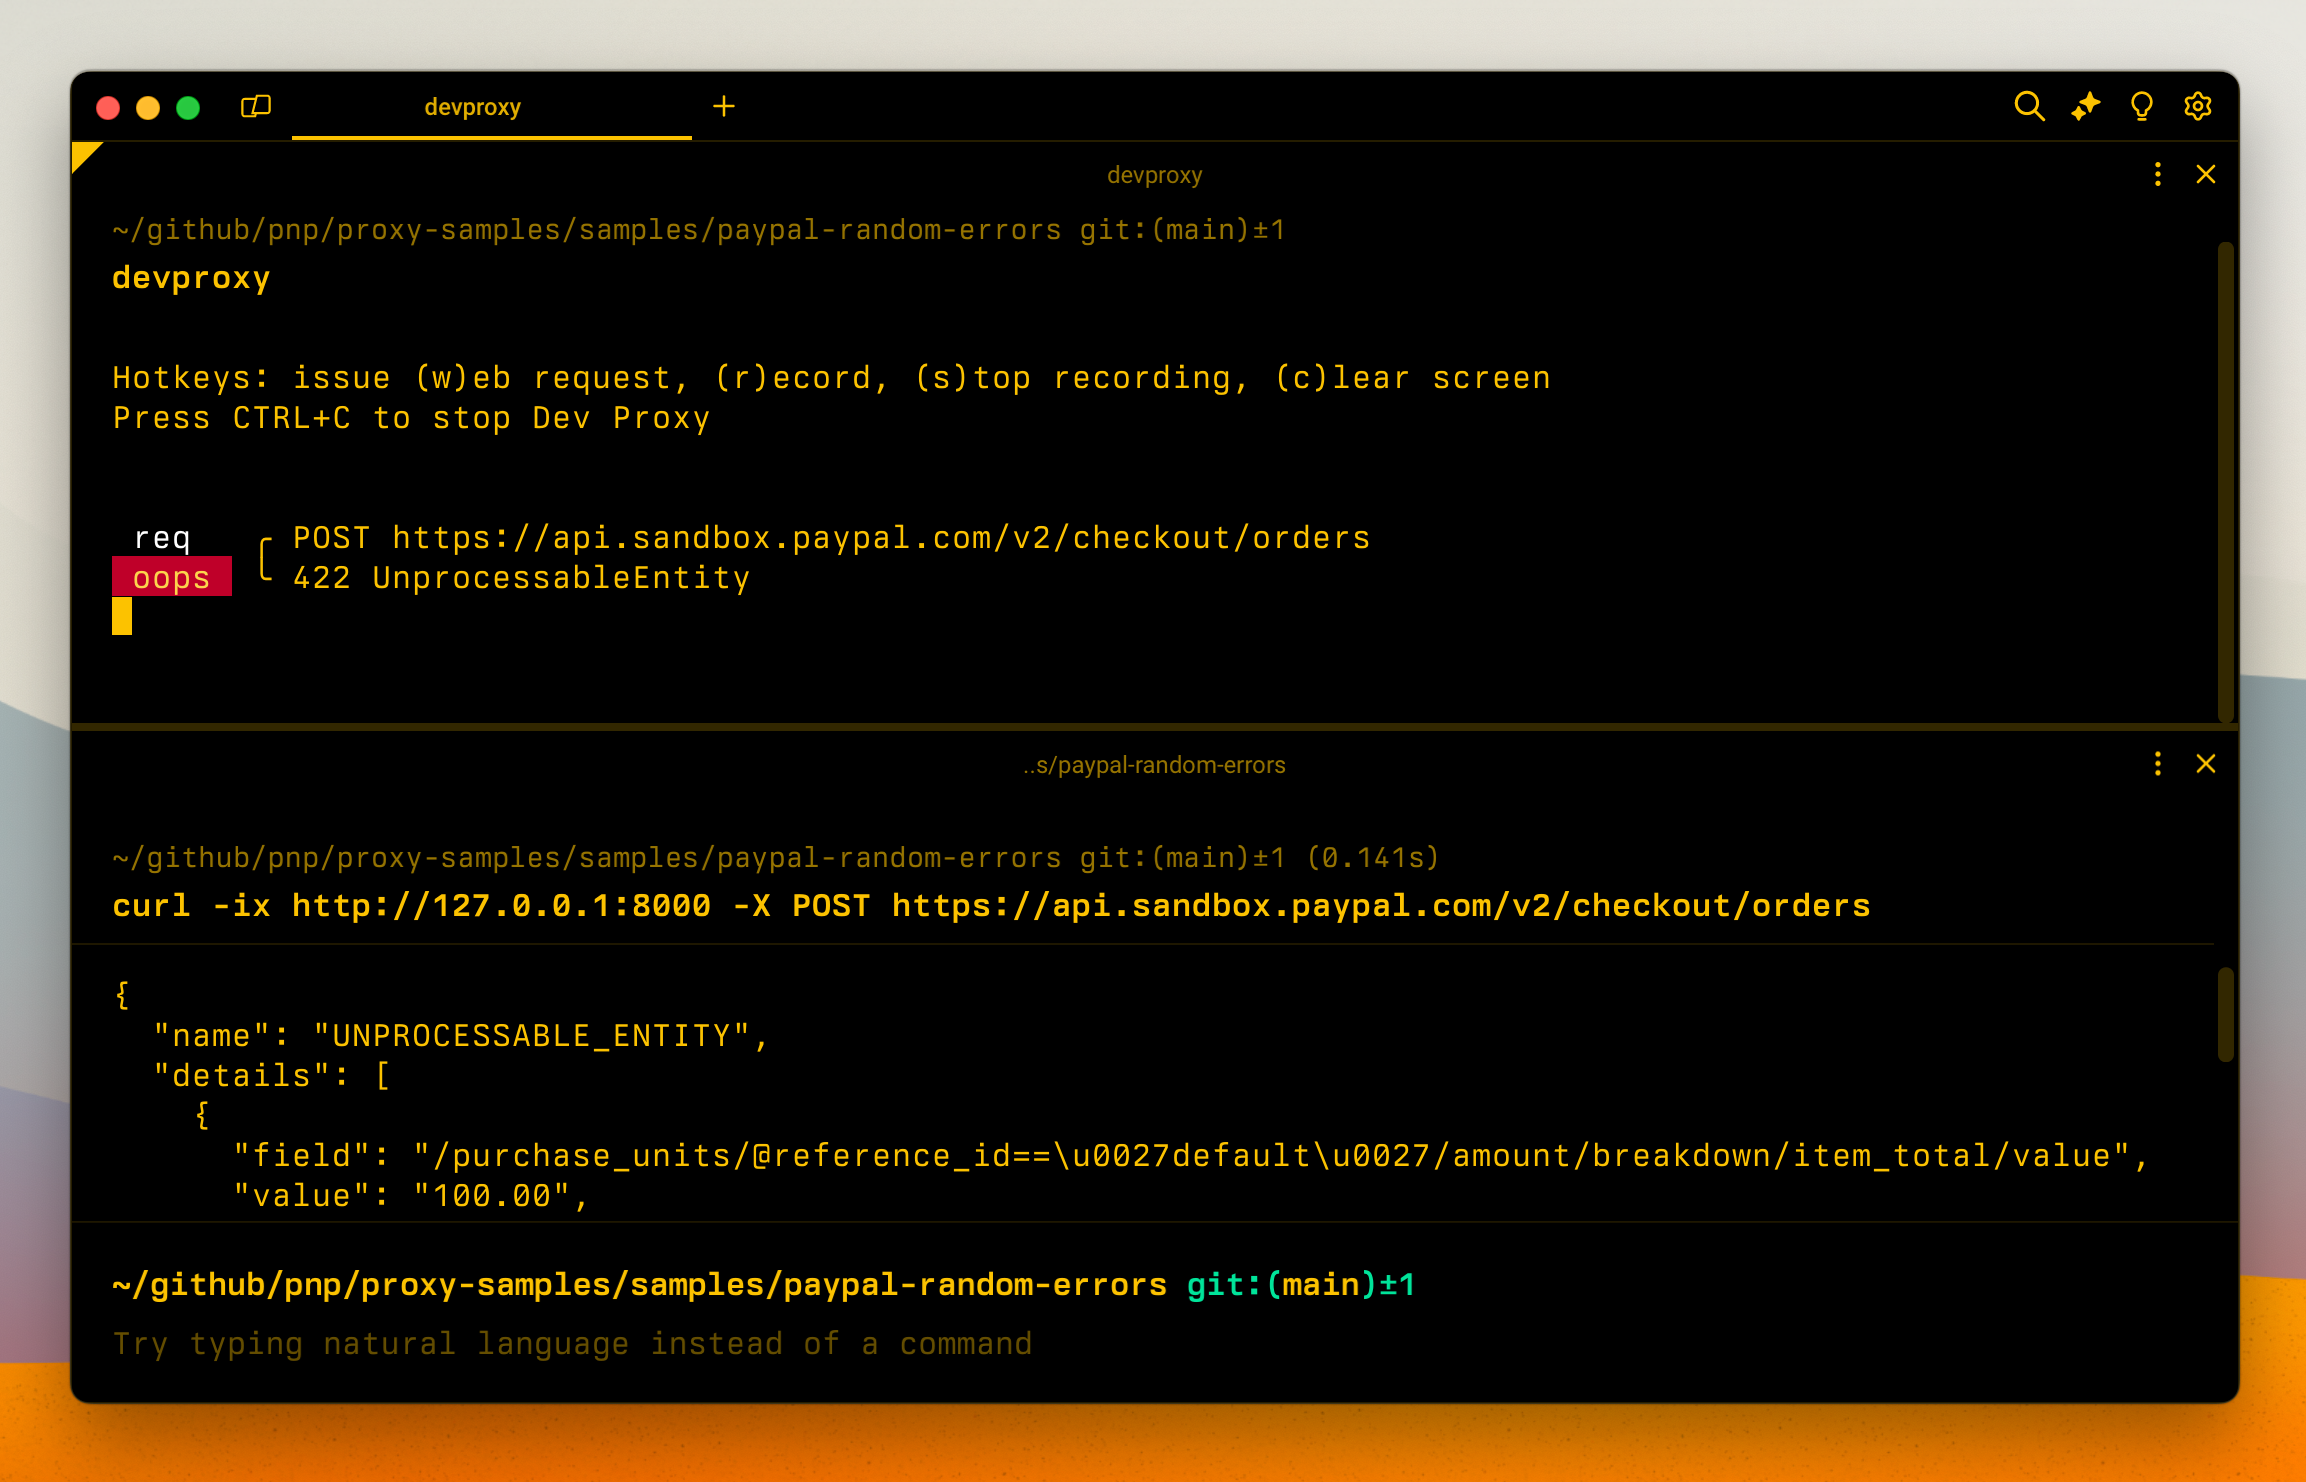 devproxy
devproxy
~/github/pnp/proxy-samples/samples/paypal-random-errors git:(main)±1
devproxy
Hotkeys: issue (w)eb request, (r)ecord, (s)top recording, (c)lear screen
Press CTRL+C to stop Dev Proxy
req POST https://api.sandbox.paypal.com/v2/checkout/orders
oops 422 UnprocessableEntity
..s/paypal-random-errors
~/github/pnp/proxy-samples/samples/paypal-random-errors git:(main)±1 (0.141s)
curl -ix http://127.0.0.1:8000 -X POST https://api.sandbox.paypal.com/v2/checkout/orders
{
  "name": "UNPROCESSABLE_ENTITY",
  "details": [
    {
      "field": "/purchase_units/@reference_id==\u0027default\u0027/amount/breakdown/item_total/value",
      "value": "100.00",
~/github/pnp/proxy-samples/samples/paypal-random-errors git:(main)±1
Try typing natural language instead of a command